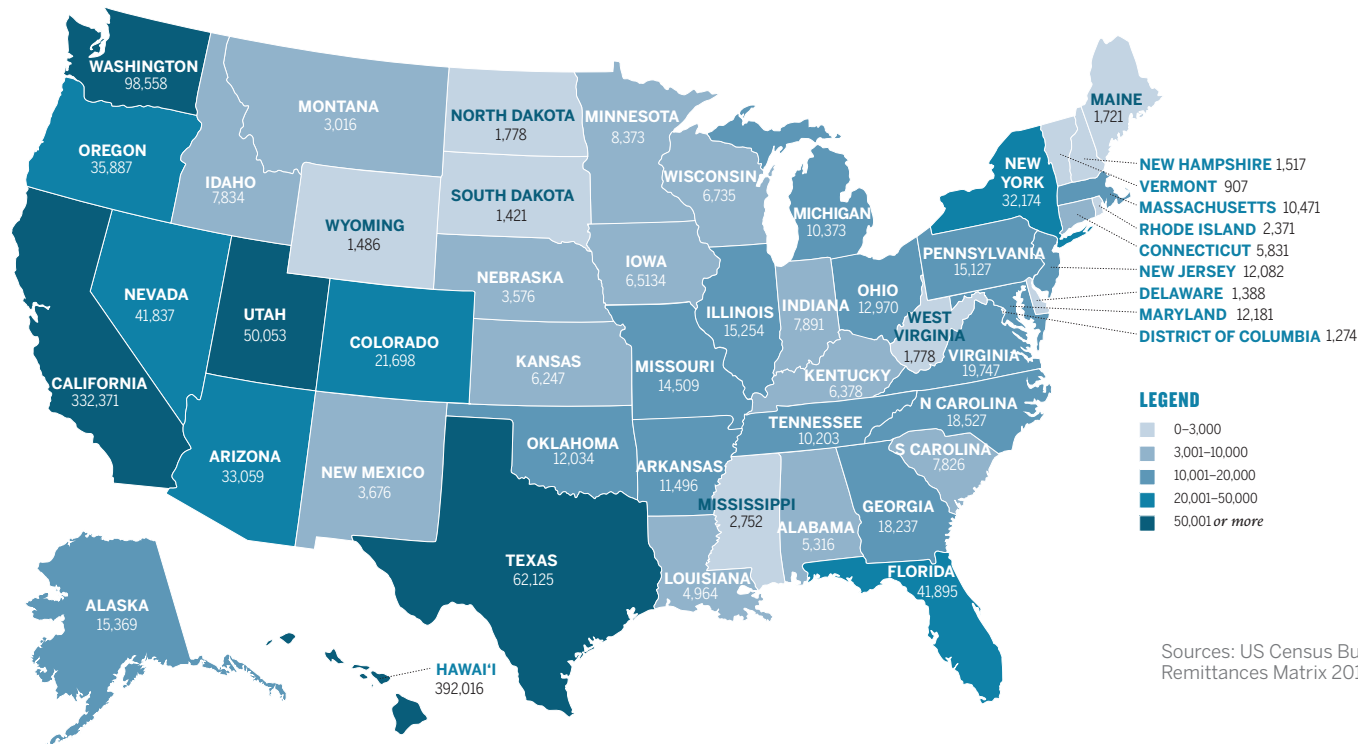 WASHINGTON
98,558
MONTANA
3,016
NORTH DAKOTA
1,778
MINNESOTA
8,373
MAINE
1,721
OREGON
35,887
IDAHO
7,834
WYOMING
1,486
SOUTH DAKOTA
1,421
WISCONSIN
6,735
MICHIGAN
10,373
NEW
YORK
32,174
NEW HAMPSHIRE 1,517
VERMONT 907
MASSACHUSETTS 10,471
RHODE ISLAND 2,371
CONNECTICUT 5,831
NEW JERSEY 12,082
DELAWARE 1,388
MARYLAND 12,181
DISTRICT OF COLUMBIA 1,274
NEVADA
41,837
UTAH
50,053
COLORADO
21,698
NEBRASKA
3,576
IOWA
6,5134
ILLINOIS
15,254
INDIANA
7,891
OHIO
12,970
PENNSYLVANIA
15,127
WEST
VIRGINIA
1,778
VIRGINIA
19,747
CALIFORNIA
332,371
KANSAS
6,247
MISSOURI
14,509
KENTUCKY
6,378
N CAROLINA
18,527
TENNESSEE
10,203
S CAROLINA
7,826
ARIZONA
33,059
NEW MEXICO
3,676
OKLAHOMA
12,034
ARKANSAS
11,496
MISSISSIPPI
2,752
ALABAMA
5,316
GEORGIA
18,237
TEXAS
62,125
LOUISIANA
4,964
FLORIDA
41,895
ALASKA
15,369
HAWAI‘I
392,016
LEGEND
0–3,000
3,001–10,000
10,001–20,000
20,001–50,000
50,001 or more
Sources: US Census Bu
Remittances Matrix 201